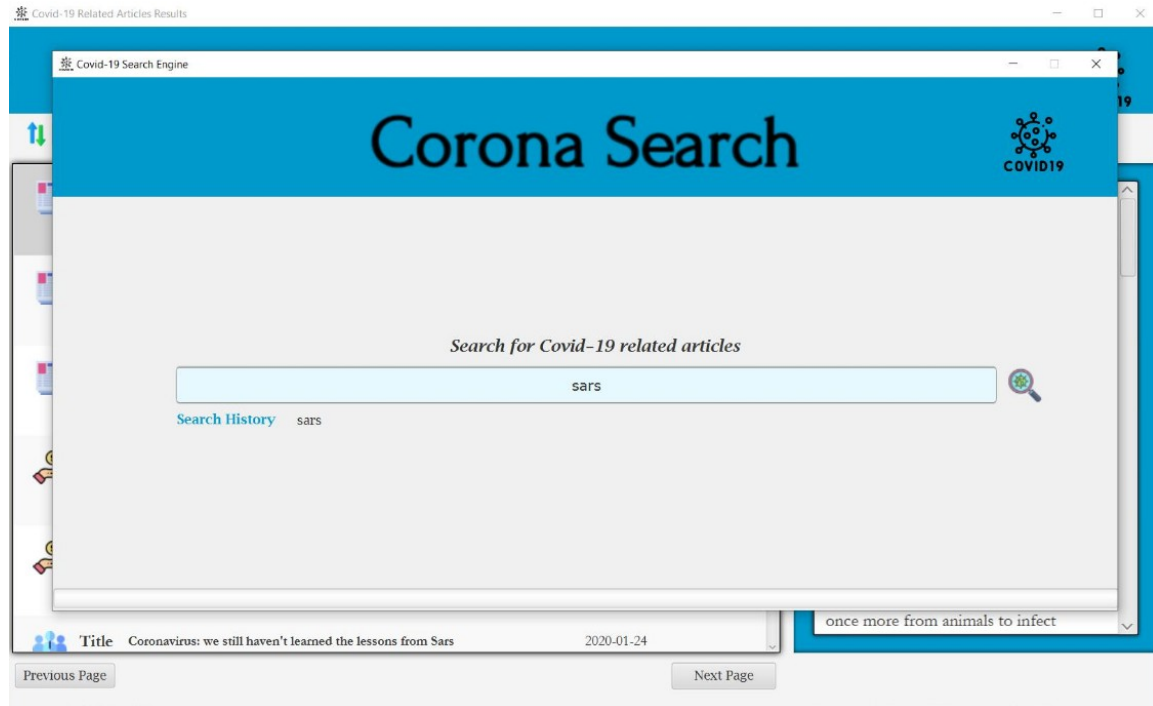 Covid-19 Related Articles Results
Covid-19 Search Engine
19
Corona Search
COVID19
Search for Covid-19 related articles
sars
Search History sars
once more from animals to infect
Title Coronavirus: we still haven't learned the lessons from Sars 2020-01-24
Previous Page Next Page